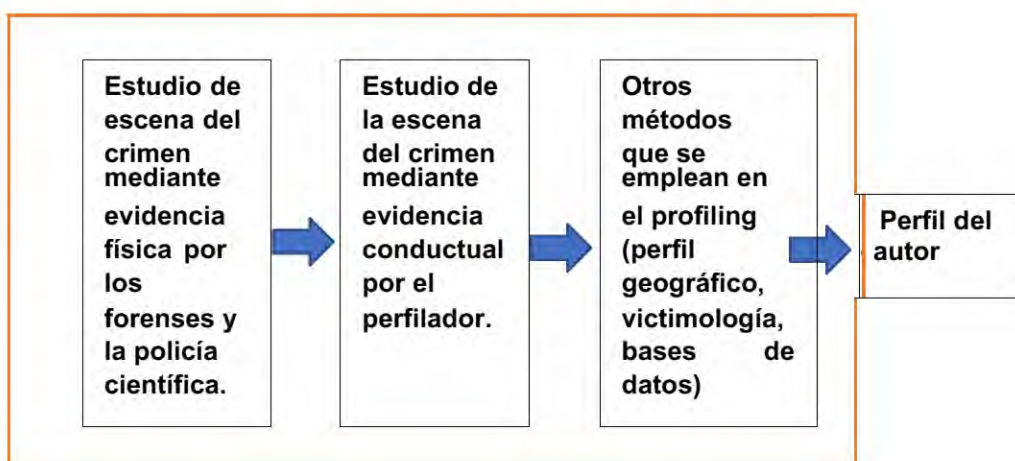 Estudio de
escena del
crimen
mediante
evidencia
física por
los
forenses y
la policía
científica.
Estudio de
la escena
del crimen
mediante
evidencia
conductual
por el
perfilador.
Otros
métodos
que se
emplean en
el profiling
(perfil
geográfico,
victimología,
bases de
datos)
Perfil del
autor